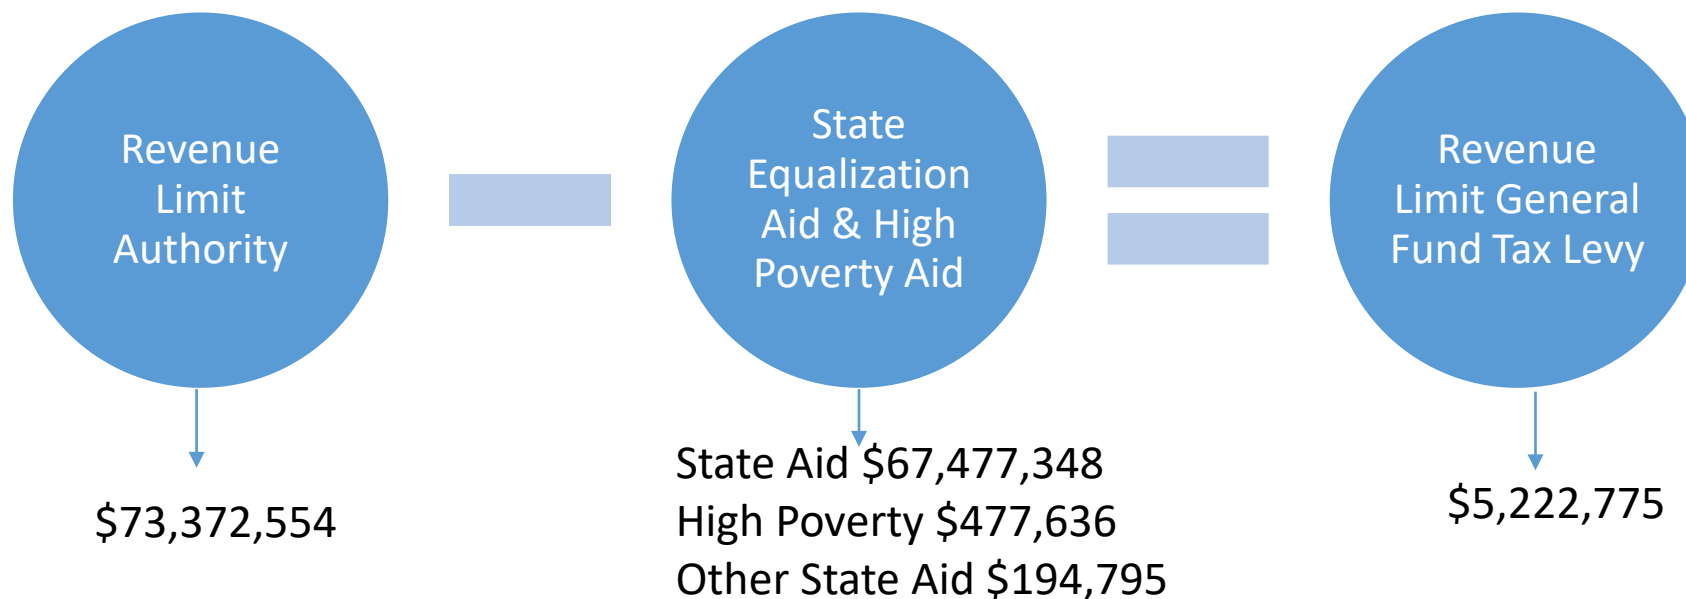 Revenue
Limit
Authority
State
Equalization
Aid & High
Poverty Aid
Revenue
Limit General
Fund Tax Levy
$73,372,554
State Aid $67,477,348
High Poverty $477,636
Other State Aid $194,795
$5,222,775